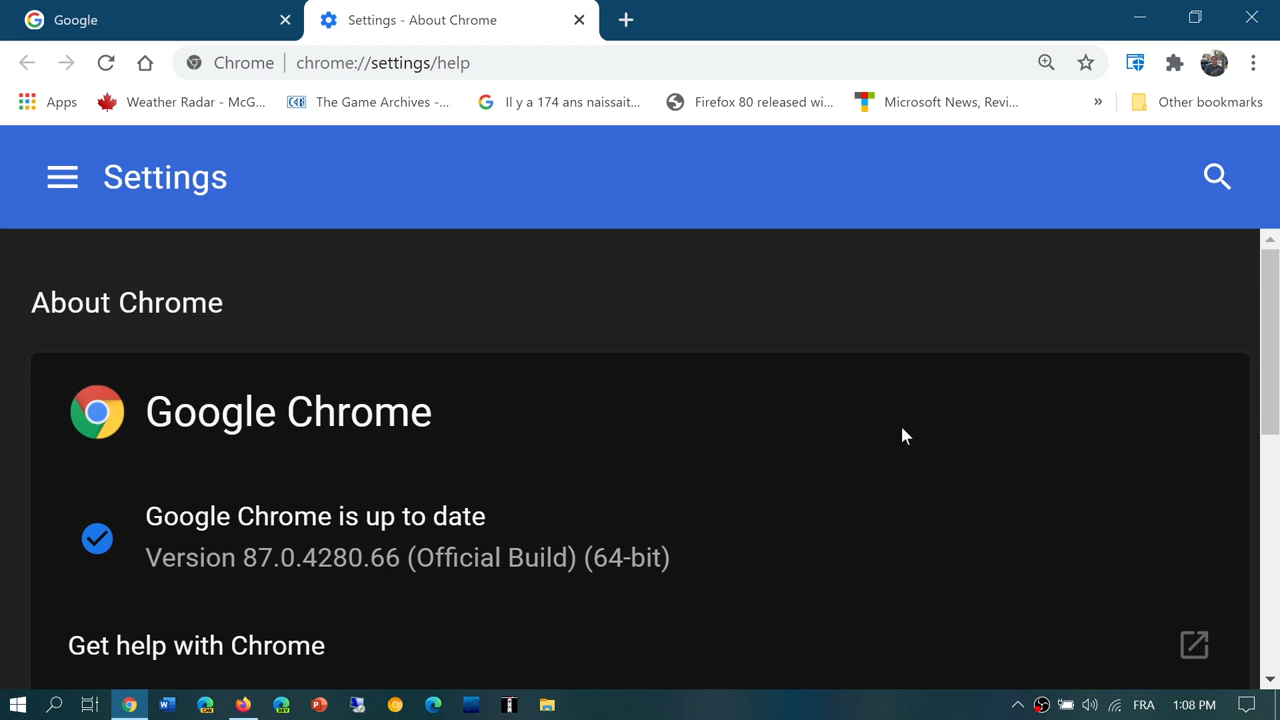 Google
Settings - About Chrome
Chrome
chrome://settings/help
Apps
Weather Radar - McG...
The Game Archives -...
Il y a 174 ans naissait...
Firefox 80 released wi...
Microsoft News, Revi...
»
Other bookmarks
Settings
About Chrome
Google Chrome
Google Chrome is up to date
Version 87.0.4280.66 (Official Build) (64-bit)
Get help with Chrome
FRA
1:08 PM